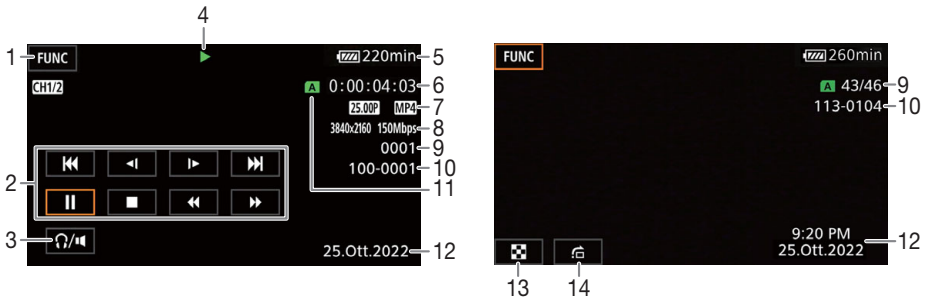 4
1 FUNC 220min 5
CH1/2 A 0:00:04:03 6
25.00P MP4 7
3840x2160 150Mbps 8
0001 9
100-0001 10
11
2
3
25.Ott.2022 12
FUNC 260min
A 43/46 9
113-0104 10
9:20 PM
25.Ott.2022 12
13 14